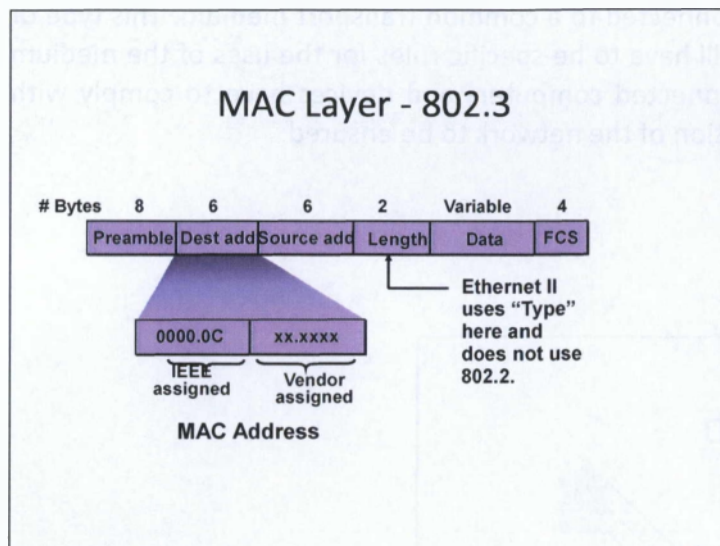 MAC Layer - 802.3
# Bytes 8 6 6 2 Variable 4
Preamble Dest add Source add Length Data FCS
Ethernet II
uses “Type”
here and
does not use
802.2.
0000.0C xx.xxxx
IEEE
assigned
Vendor
assigned
MAC Address